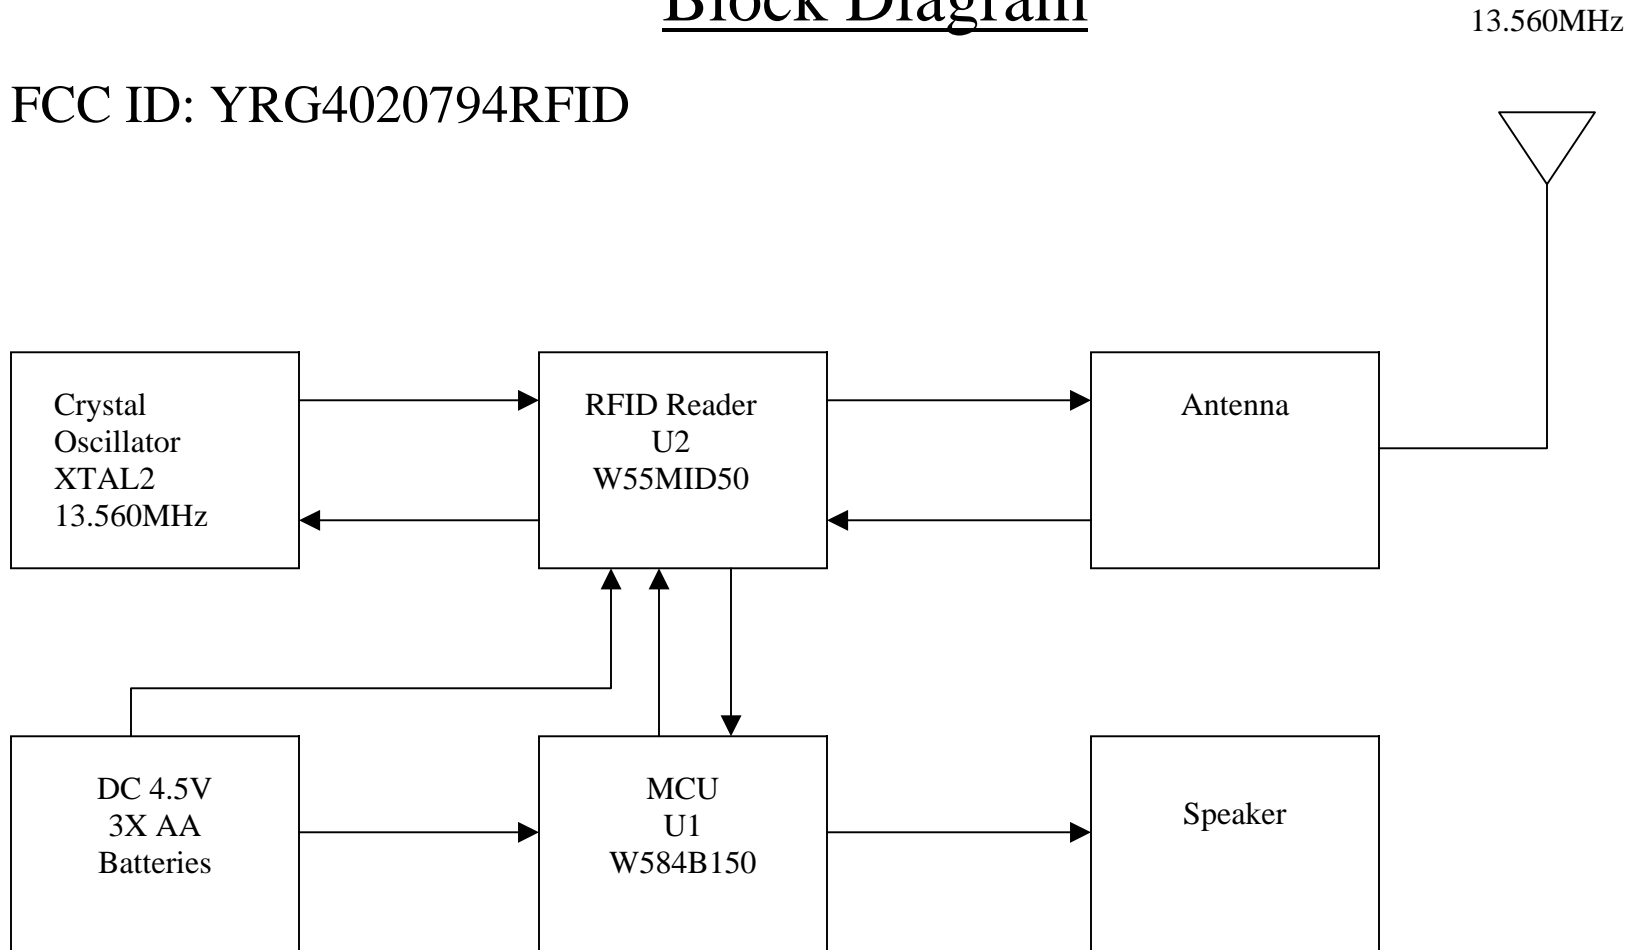 Block Diagram
13.560MHz
FCC ID: YRG4020794RFID
Crystal
Oscillator
XTAL2
13.560MHz
RFID Reader
U2
W55MID50
Antenna
DC 4.5V
3X AA
Batteries
MCU
U1
W584B150
Speaker